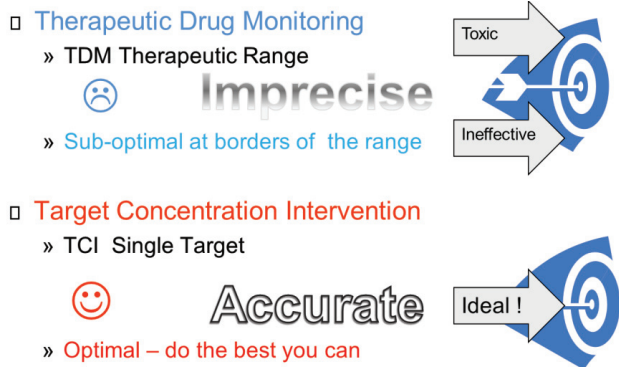 Therapeutic Drug Monitoring
» TDM Therapeutic Range
Toxic
Imprecise
» Sub-optimal at borders of the range
Ineffective
Target Concentration Intervention
» TCI Single Target
Accurate
Ideal !
» Optimal – do the best you can